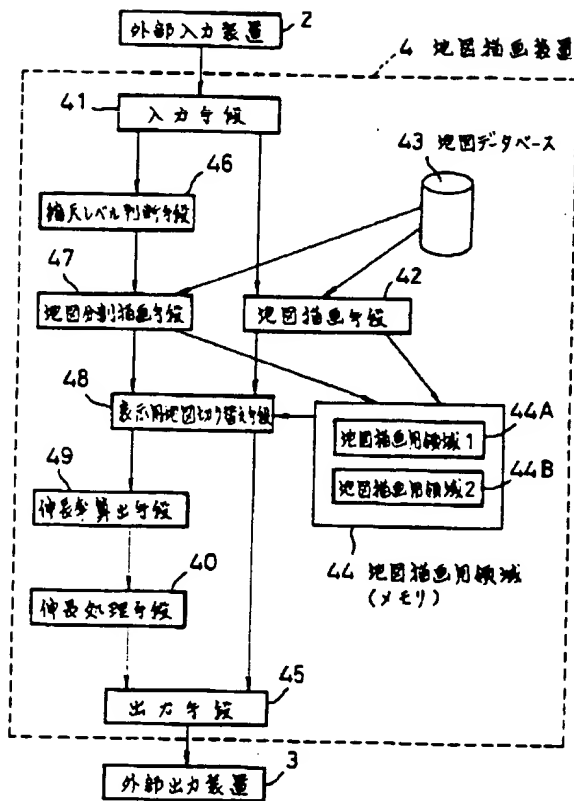 外部入力装置
2
4 地図描画装置
41
入力手段
43 地図データベース
46
縮尺レベル判断手段
47
地図分割描画手段
42
地図描画手段
48
表示用地図切り替え手段
44A
地図描画用領域1
44B
地図描画用領域2
49
伸長率算出手段
44 地図描画用領域
(メモリ)
40
伸長処理手段
45
出力手段
3
外部出力装置